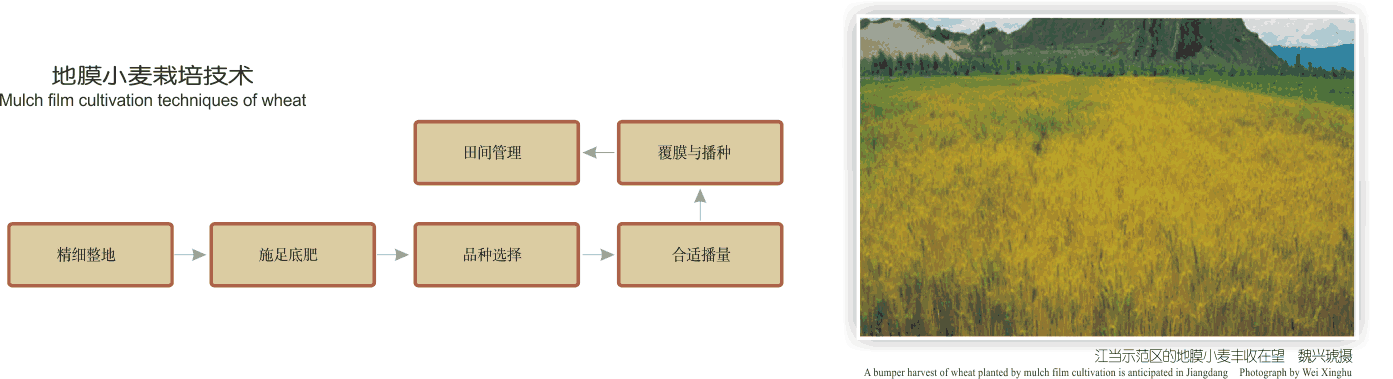 地膜小麦栽培技术
Mulch film cultivation techniques of wheat
精细整地
施足底肥
品种选择
合适播量
覆膜与播种
田间管理
江当示范区的地膜小麦丰收在望 魏兴琥摄
A bumper harvest of wheat planted by mulch film cultivation is anticipated in Jiangdang Photograph by Wei Xinghu